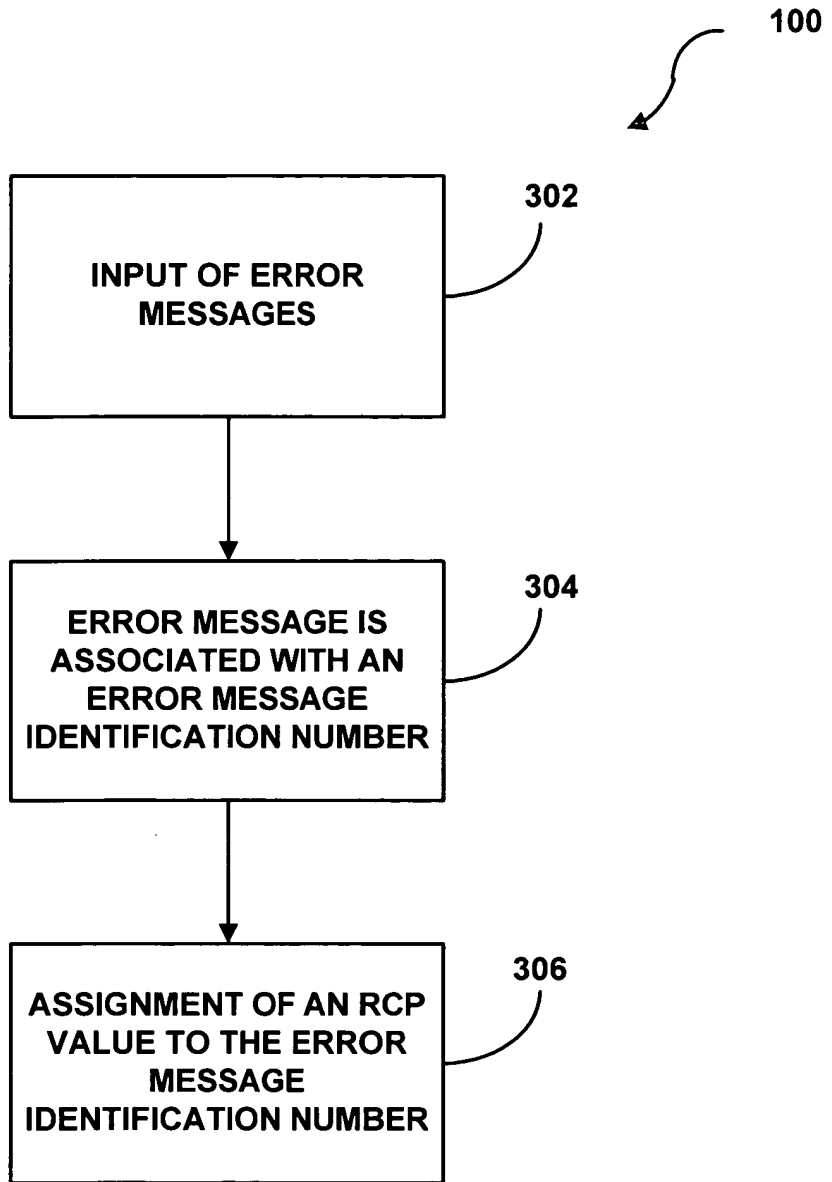 100
302
INPUT OF ERROR
MESSAGES
304
ERROR MESSAGE IS
ASSOCIATED WITH AN
ERROR MESSAGE
IDENTIFICATION NUMBER
306
ASSIGNMENT OF AN RCP
VALUE TO THE ERROR
MESSAGE
IDENTIFICATION NUMBER